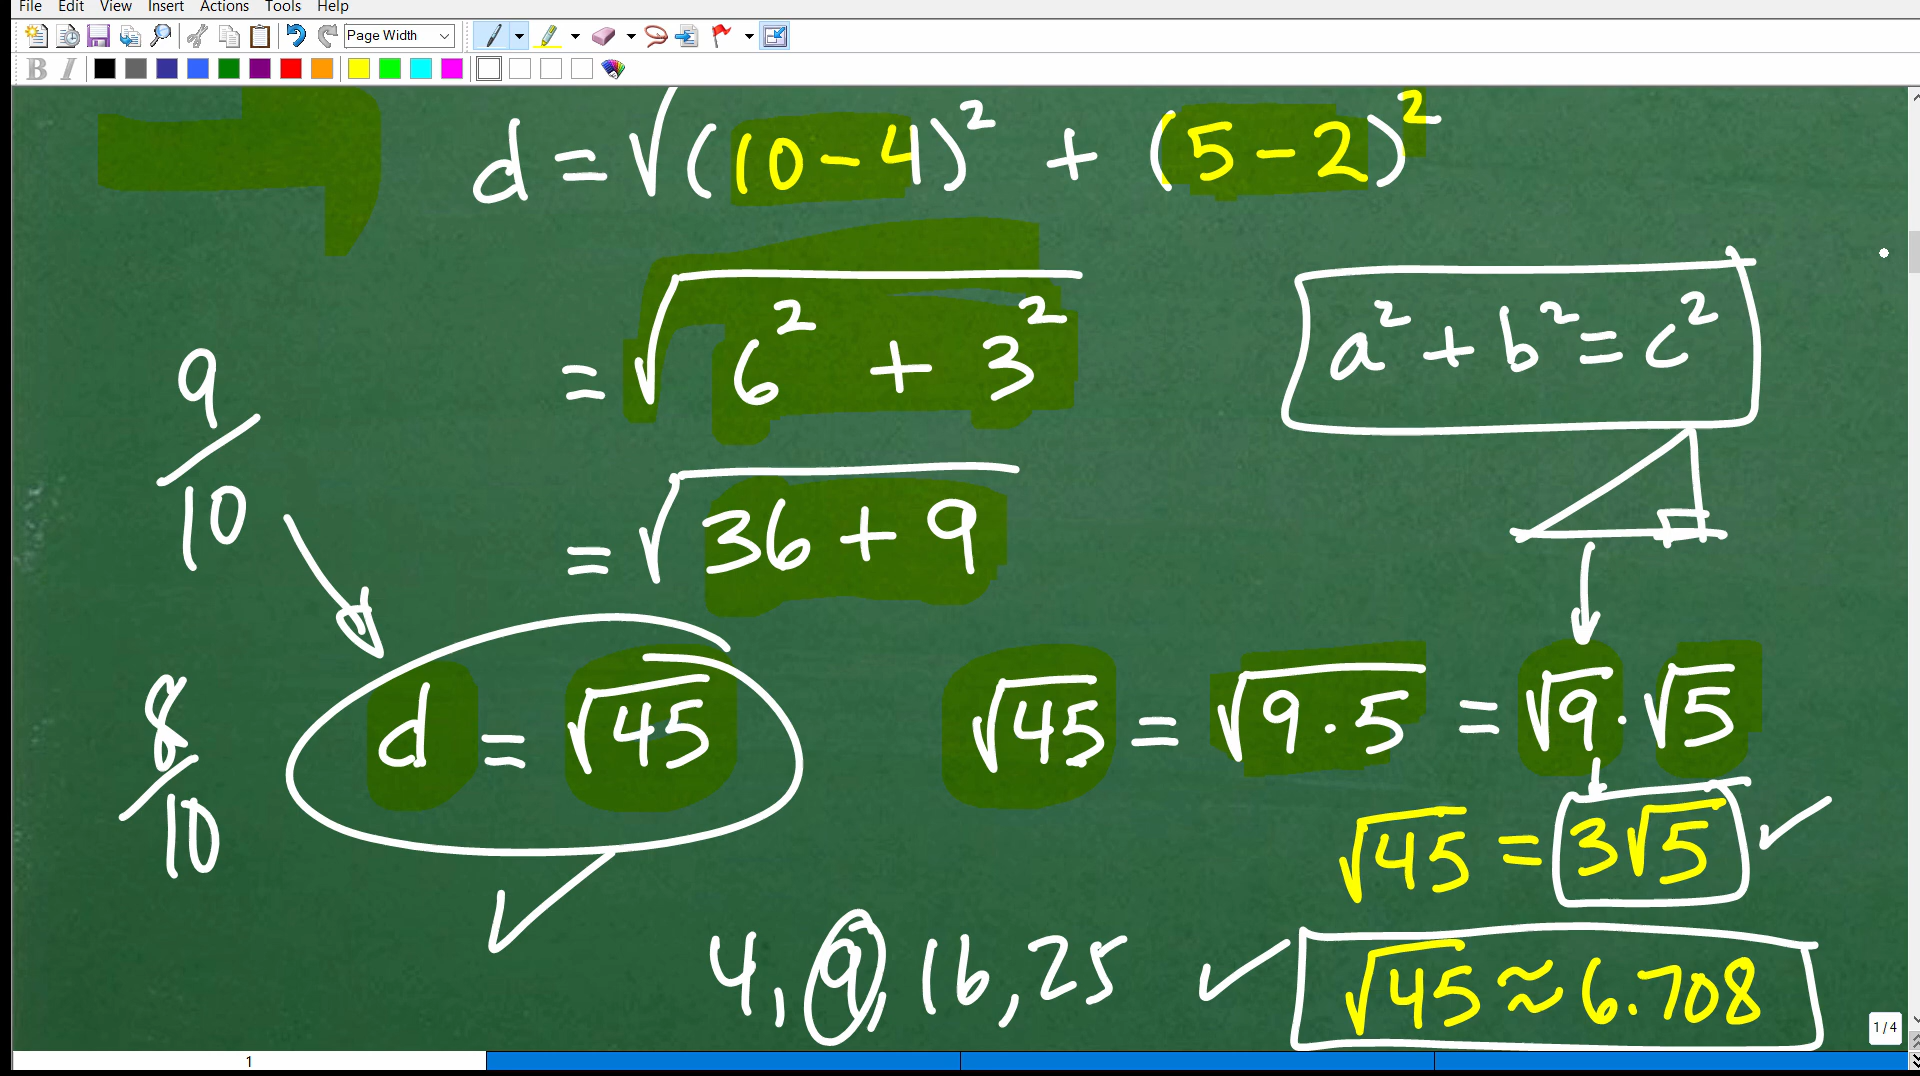 File Edit View Insert Actions Tools Help
Page Width
B I
d = √(10 - 4)² + (5 - 2)²
= √6² + 3²
a² + b² = c²
9/10
= √36 + 9
8/10
d = √45
√45 = √9 · 5 = √9 · √5
√45 = 3√5
4, 9, 16, 25
√45 ≈ 6.708
1 / 4
1